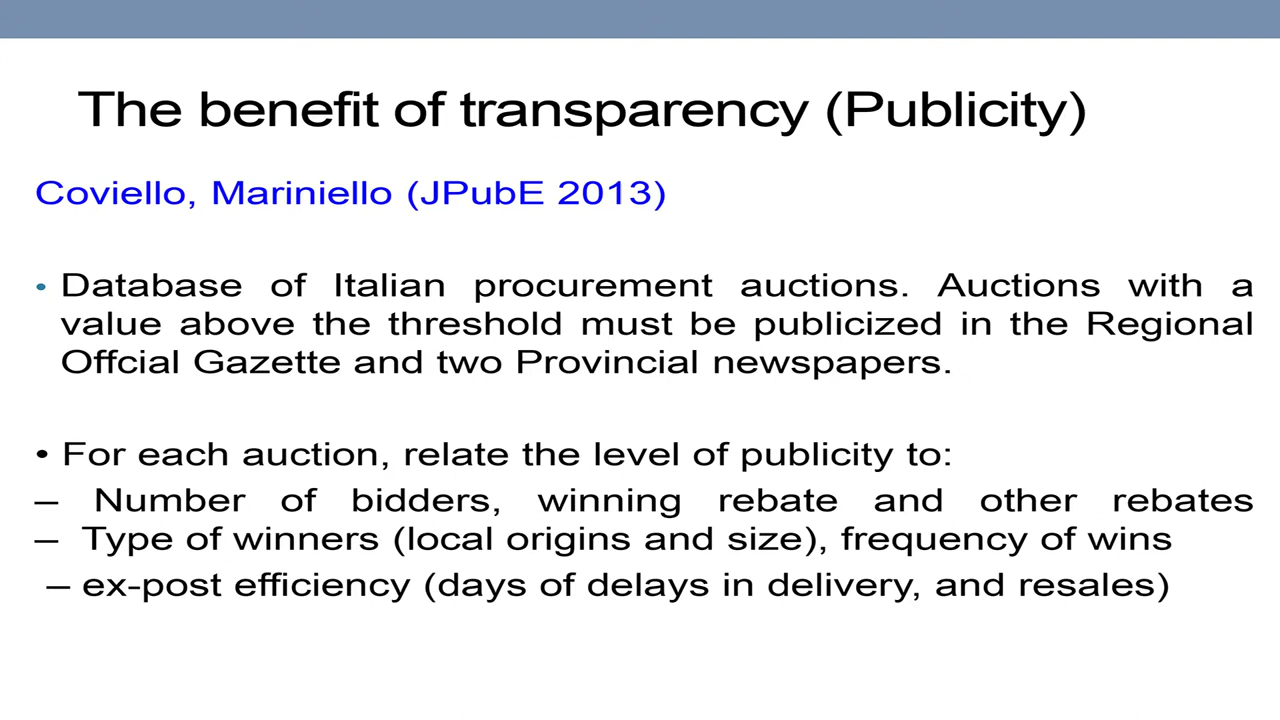 The benefit of transparency (Publicity)
Coviello, Mariniello (JPubE 2013)
• Database of Italian procurement auctions. Auctions with a
value above the threshold must be publicized in the Regional
Offcial Gazette and two Provincial newspapers.
• For each auction, relate the level of publicity to:
– Number of bidders, winning rebate and other rebates
– Type of winners (local origins and size), frequency of wins
– ex-post efficiency (days of delays in delivery, and resales)